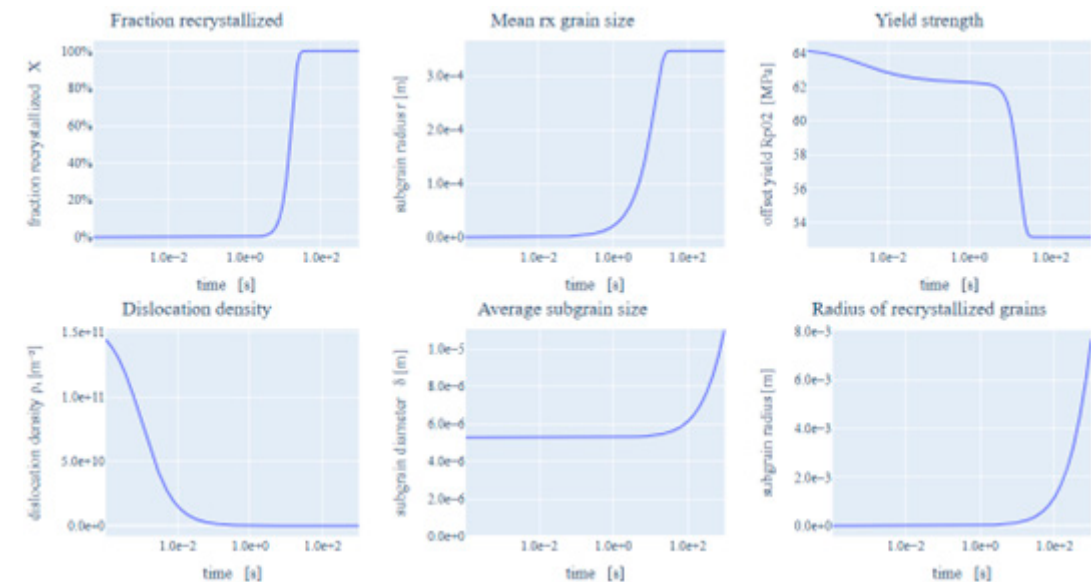 Fraction recrystallized
fraction recrystallized X
100%
80%
60%
40%
20%
0%
1.0e-2
1.0e+0
1.0e+2
time [s]
Mean rx grain size
subgrain radius r [m]
3.0e-4
2.0e-4
1.0e-4
0.0e+0
1.0e-2
1.0e+0
1.0e+2
time [s]
Yield strength
offset yield Rp02 [MPa]
64
62
60
58
56
54
1.0e-2
1.0e+0
1.0e+2
time [s]
Dislocation density
dislocation density [m⁻²]
1.5e+11
1.0e+11
5.0e+10
0.0e+0
1.0e-2
1.0e+0
1.0e+2
time [s]
Average subgrain size
subgrain diameter δ [m]
1.0e-5
8.0e-6
6.0e-6
4.0e-6
2.0e-6
0.0e+0
1.0e-2
1.0e+0
1.0e+2
time [s]
Radius of recrystallized grains
subgrain radius [m]
8.0e-3
6.0e-3
4.0e-3
2.0e-3
0.0e+0
1.0e-2
1.0e+0
1.0e+2
time [s]